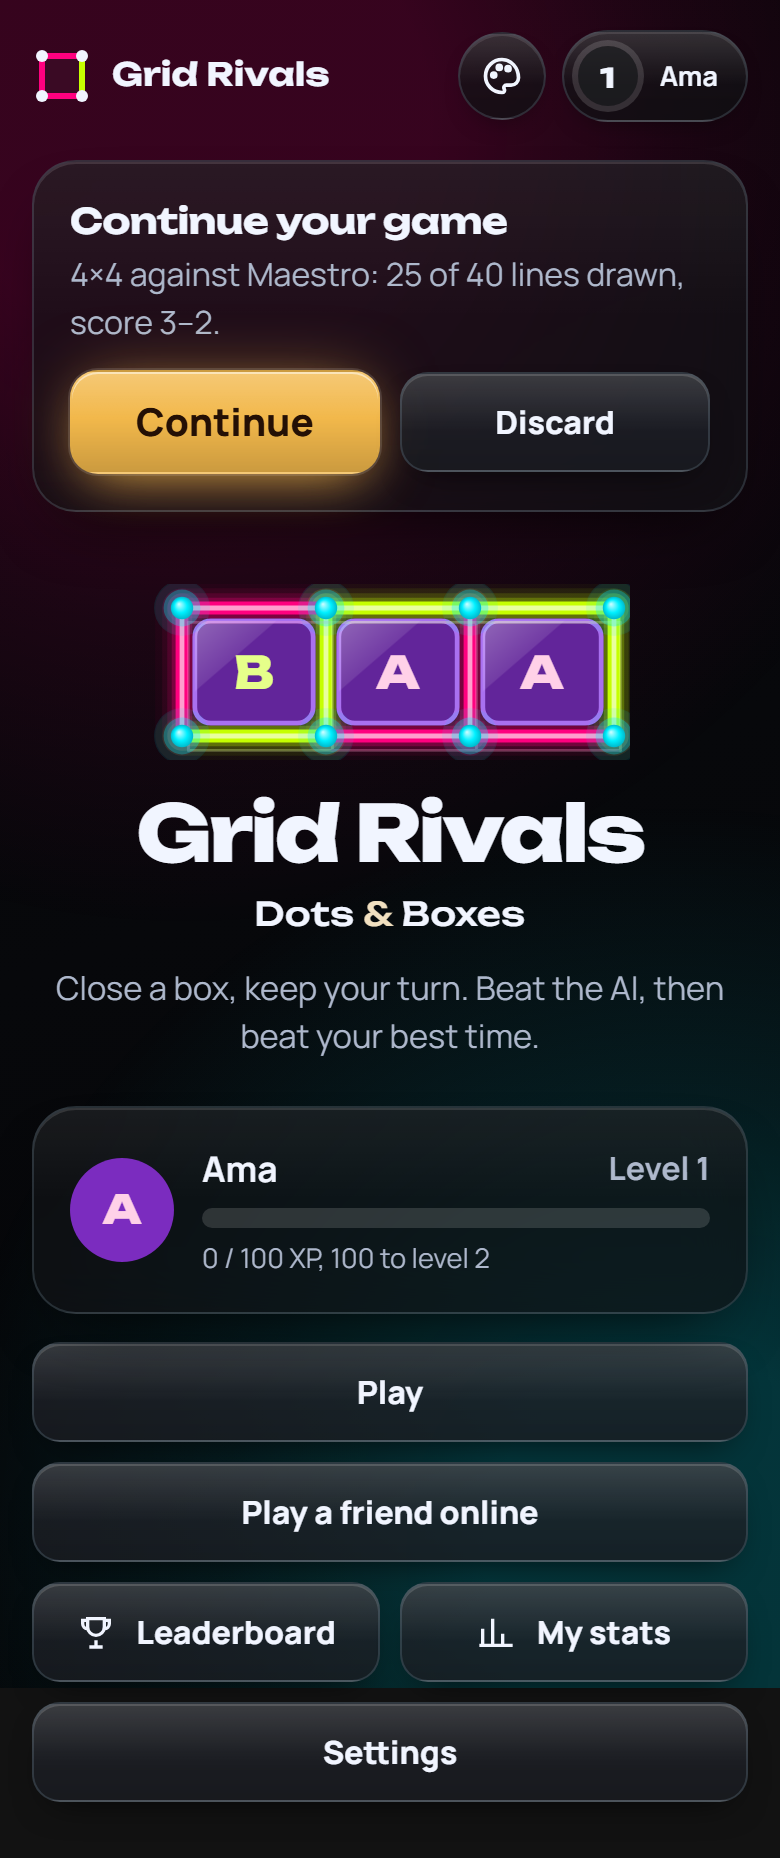 Grid Rivals
1
Ama
Continue your game
4×4 against Maestro: 25 of 40 lines drawn,
score 3–2.
Continue
Discard
B A A
Grid Rivals
Dots & Boxes
Close a box, keep your turn. Beat the AI, then
beat your best time.
A
Ama
Level 1
0 / 100 XP, 100 to level 2
Play
Play a friend online
Leaderboard
My stats
Settings